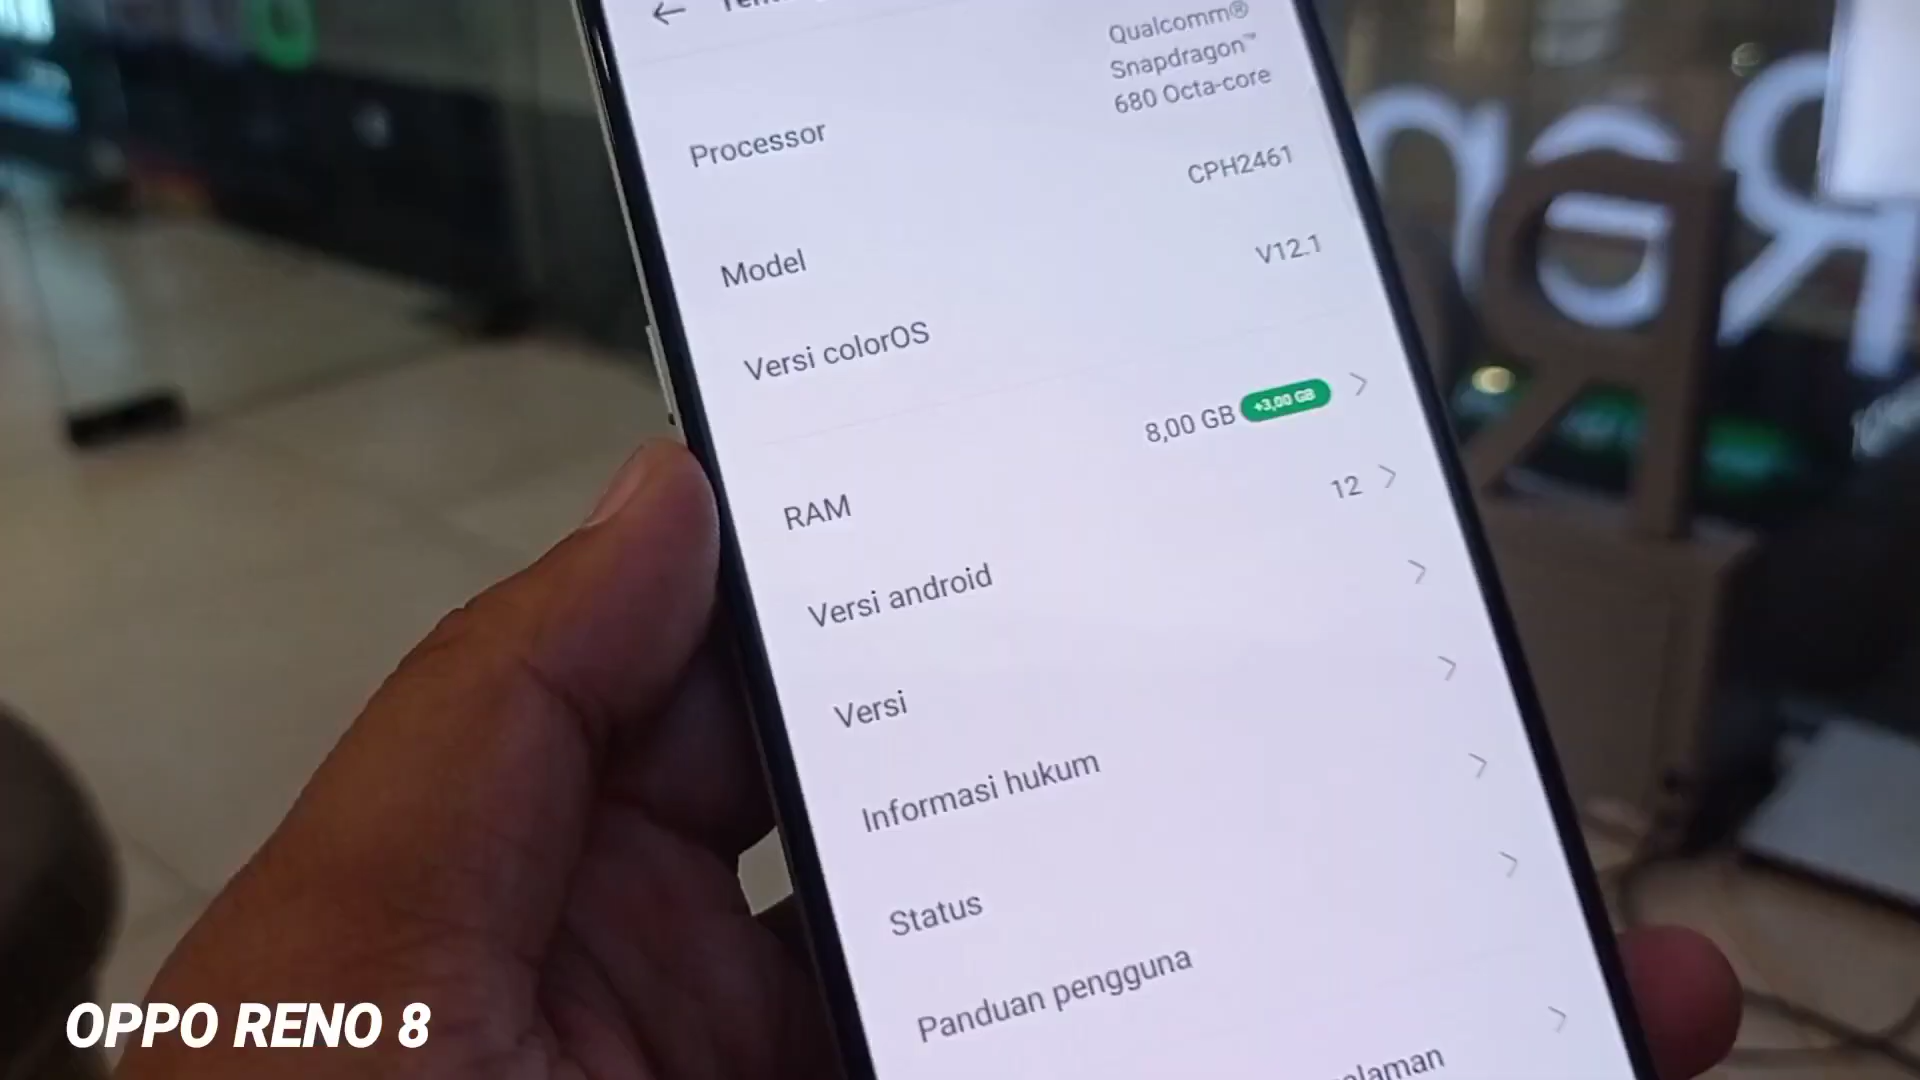 Qualcomm®
Snapdragon™
680 Octa-core
Processor
CPH2461
Model
V12.1
Versi colorOS
8,00 GB +3,00 GB
RAM
12
Versi android
Versi
Informasi hukum
Status
Panduan pengguna
OPPO RENO 8